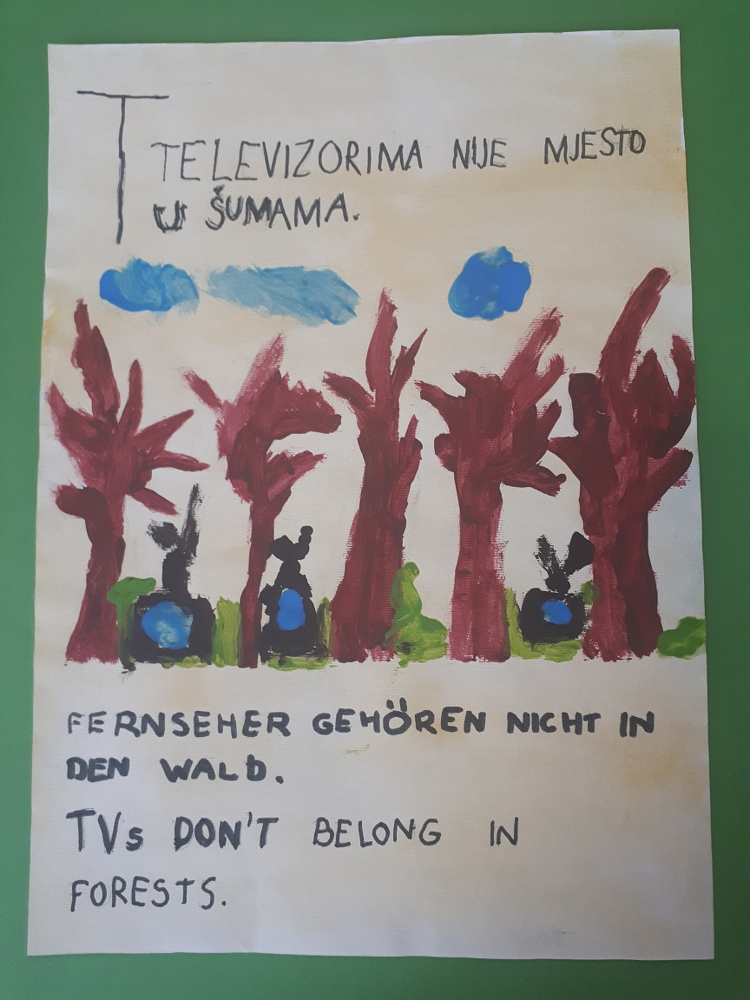 T
TELEVIZORIMA NIJE MJESTO
U ŠUMAMA.
FERNSEHER GEHÖREN NICHT IN
DEN WALD.
TVs DON'T BELONG IN
FORESTS.